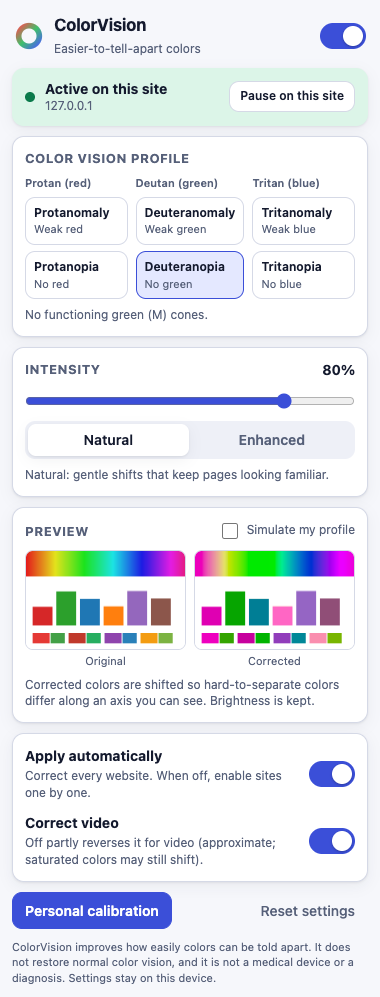 ColorVision
Easier-to-tell-apart colors
Active on this site
127.0.0.1
Pause on this site
COLOR VISION PROFILE
Protan (red)
Deutan (green)
Tritan (blue)
Protanomaly
Weak red
Deuteranomaly
Weak green
Tritanomaly
Weak blue
Protanopia
No red
Deuteranopia
No green
Tritanopia
No blue
No functioning green (M) cones.
INTENSITY
80%
Natural
Enhanced
Natural: gentle shifts that keep pages looking familiar.
PREVIEW
Simulate my profile
Original
Corrected
Corrected colors are shifted so hard-to-separate colors
differ along an axis you can see. Brightness is kept.
Apply automatically
Correct every website. When off, enable sites
one by one.
Correct video
Off partly reverses it for video (approximate;
saturated colors may still shift).
Personal calibration
Reset settings
ColorVision improves how easily colors can be told apart. It does
not restore normal color vision, and it is not a medical device or a
diagnosis. Settings stay on this device.